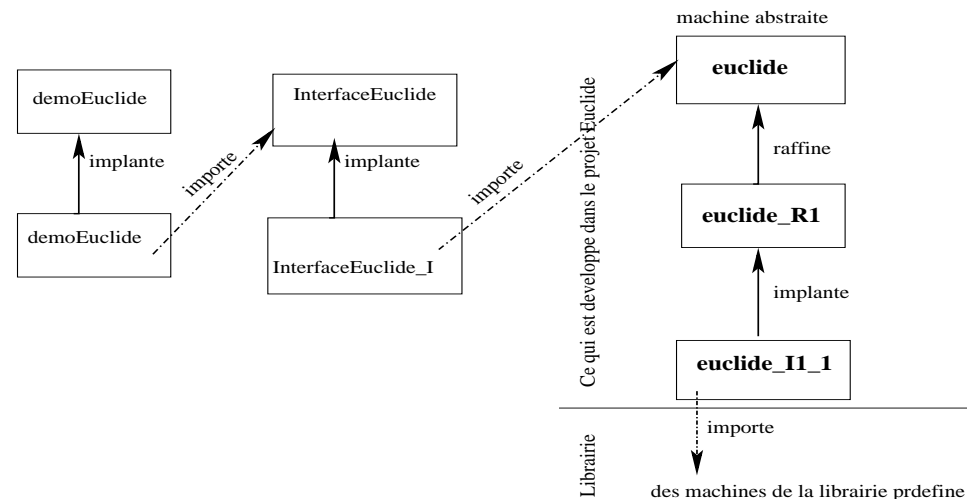 machine abstraite
euclide
demoEuclide
InterfaceEuclide
implante
importe
implante
importe
raffine
demoEuclide
InterfaceEuclide_I
euclide_R1
implante
euclide_I1_1
Ce qui est developpe dans le projet Euclide
importe
Librairie
des machines de la librairie prdefine